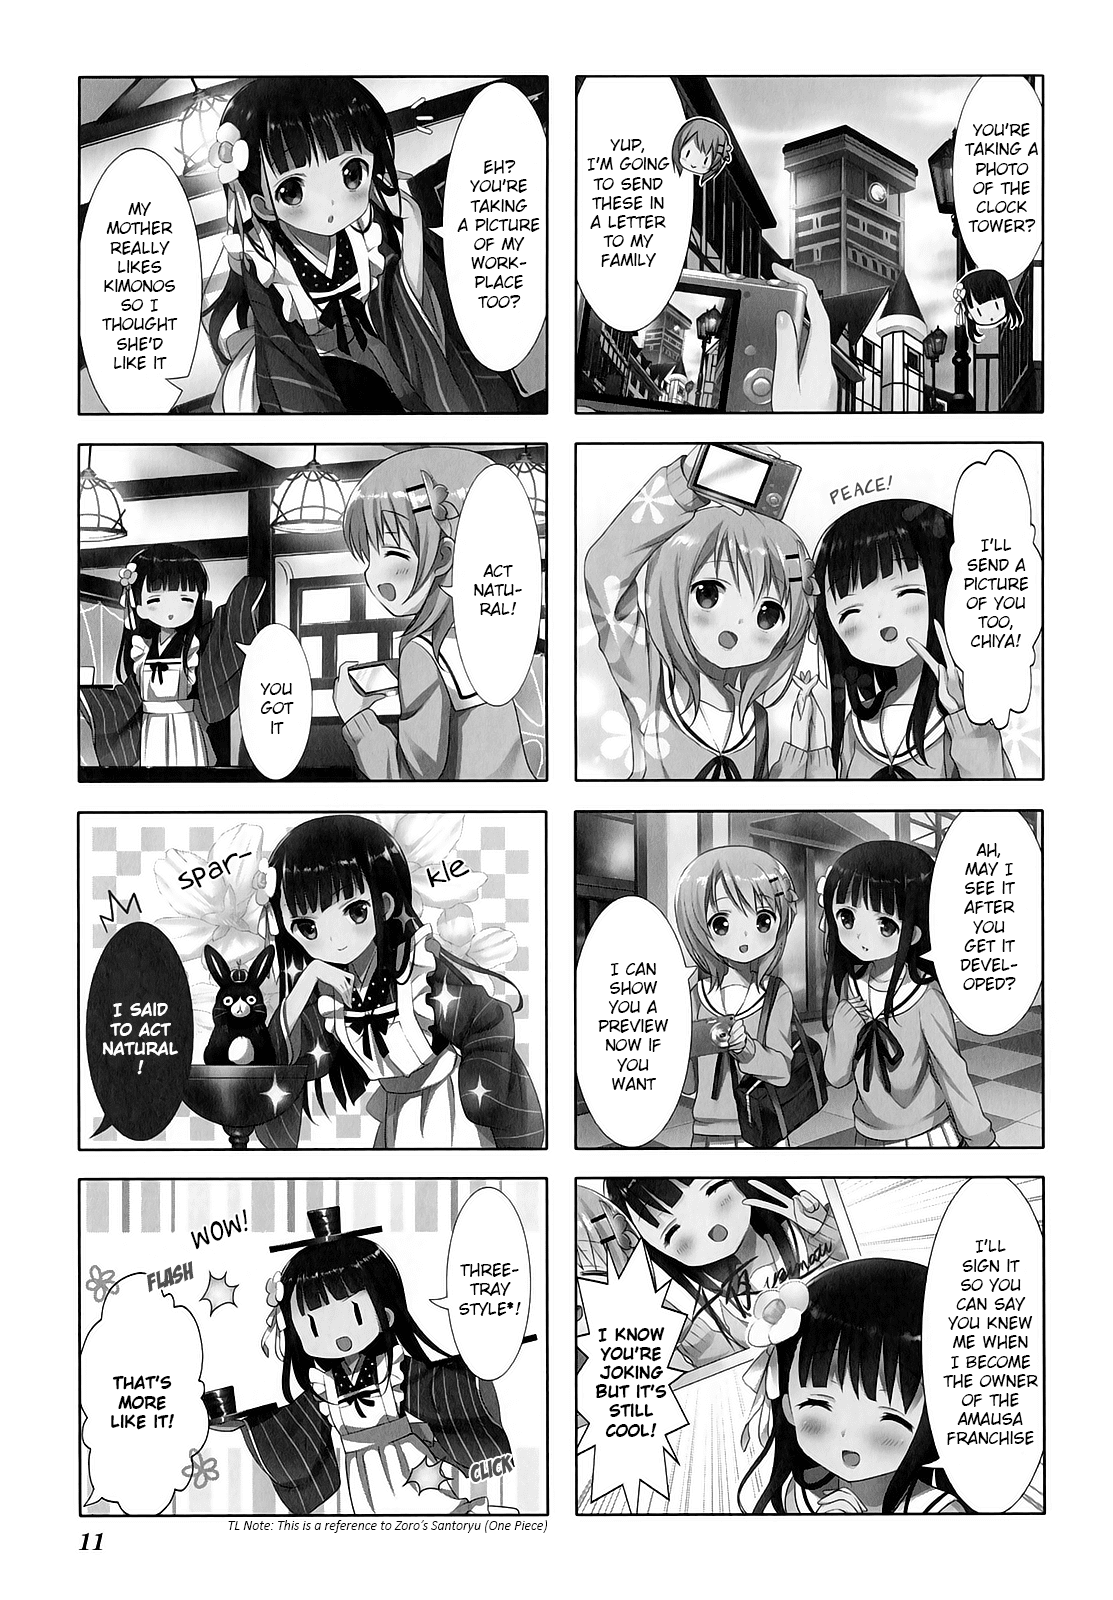 YOU'RE
TAKING A
PHOTO
OF THE
CLOCK
TOWER?
YUP,
I'M GOING
TO SEND
THESE IN
A LETTER
TO MY
FAMILY
I'LL
SEND A
PICTURE
OF YOU
TOO,
CHIYA!
PEACE!
AH,
MAY I
SEE IT
AFTER
YOU
GET IT
DEVEL-
OPED?
I CAN
SHOW
YOU A
PREVIEW
NOW IF
YOU
WANT
I'LL
SIGN IT
SO YOU
CAN SAY
YOU KNEW
ME WHEN
I BECOME
THE OWNER
OF THE
AMAUSA
FRANCHISE
I KNOW
YOU'RE
JOKING
BUT IT'S
STILL
COOL!
EH?
YOU'RE
TAKING
A PICTURE
OF MY
WORK-
PLACE
TOO?
MY
MOTHER
REALLY
LIKES
KIMONOS
SO I
THOUGHT
SHE'D
LIKE IT
ACT
NATU-
RAL!
YOU
GOT
IT
spar-
kle
I SAID
TO ACT
NATURAL
!
THREE-
TRAY
STYLE*!
WOW!
FLASH
THAT'S
MORE
LIKE IT!
CLICK
TL Note: This is a reference to Zoro's Santoryu (One Piece)
11